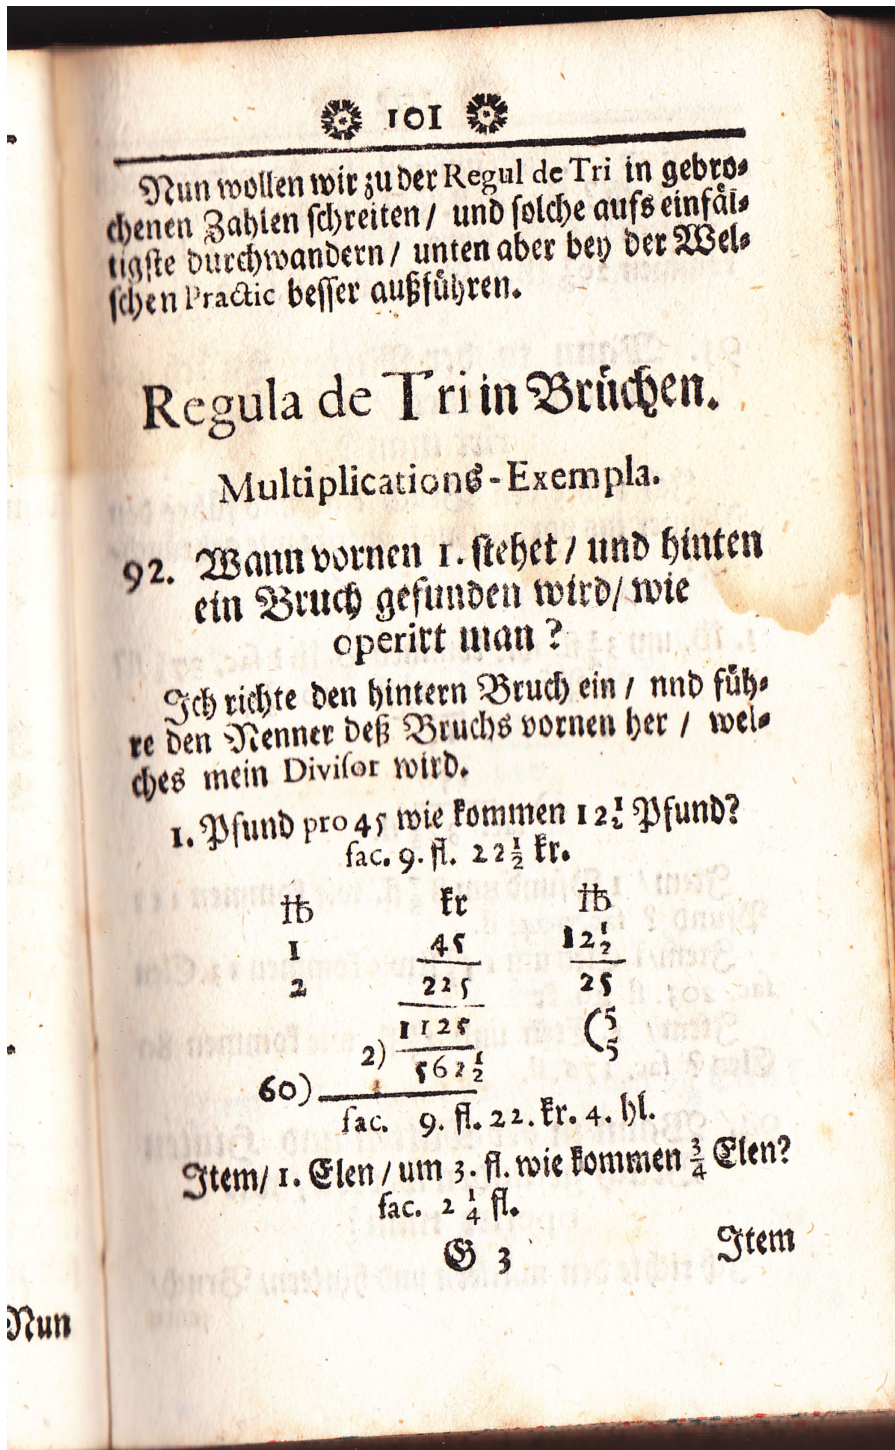 101
Nun wollen wir zu der Regul de Tri in gebro⸗
chenen Zahlen schreiten / und solche aufs einfäl⸗
tigste durchwandern / unten aber bey der Wel⸗
schen Practic besser außführen.
Regula de Tri in Brüchen.
Multiplications-Exempla.
92. Wann vornen 1. stehet / und hinten
ein Bruch gefunden wird / wie
operirt man ?
Ich richte den hintern Bruch ein / nnd füh⸗
re den Nenner deß Bruchs vornen her / wel⸗
ches mein Divisor wird.
1. Pfund pro 45 wie kommen 12½ Pfund?
fac. 9. fl. 22½ kr.
℔ kr ℔
1 45 12½
2 225 25
1125 (5
2) 5
562½
60)
fac. 9. fl. 22. kr. 4. hl.
Item / 1. Elen / um 3. fl. wie kommen ¾ Elen?
fac. 2¼ fl.
G 3 Item
Nun